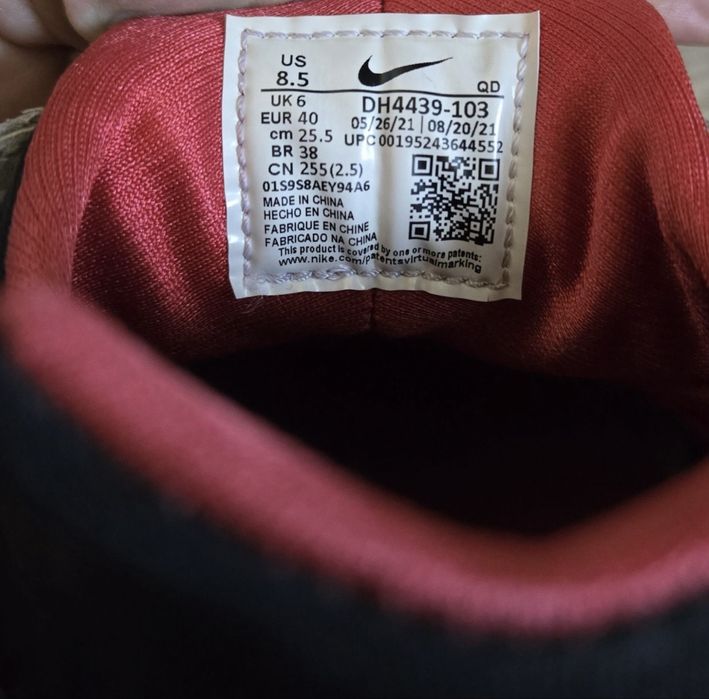 US
8.5
QD
UK 6
DH4439-103
EUR 40
05/26/21 | 08/20/21
cm 25.5
UPC 00195243644552
BR 38
CN 255(2.5)
01S9S8AEY94A6
MADE IN CHINA
HECHO EN CHINA
FABRIQUE EN CHINE
FABRICADO NA CHINA
This product is covered by one or more patents:
www.nike.com/patentsvirtualmarking